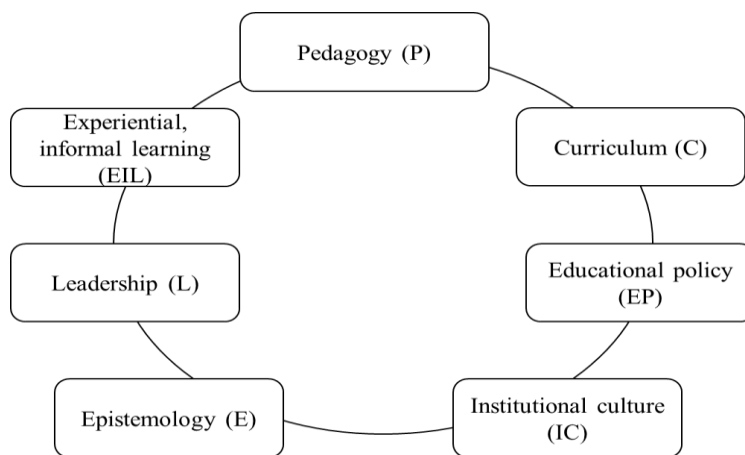 Pedagogy (P)
Experiential,
informal learning
(EIL)
Curriculum (C)
Leadership (L)
Educational policy
(EP)
Epistemology (E)
Institutional culture
(IC)